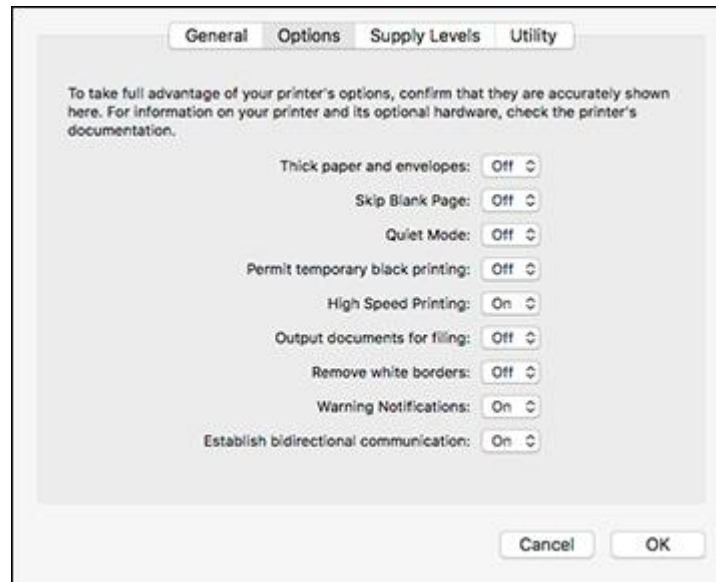 General Options Supply Levels Utility
To take full advantage of your printer's options, confirm that they are accurately shown
here. For information on your printer and its optional hardware, check the printer's
documentation.
Thick paper and envelopes: Off
Skip Blank Page: Off
Quiet Mode: Off
Permit temporary black printing: Off
High Speed Printing: On
Output documents for filing: Off
Remove white borders: Off
Warning Notifications: On
Establish bidirectional communication: On
Cancel OK